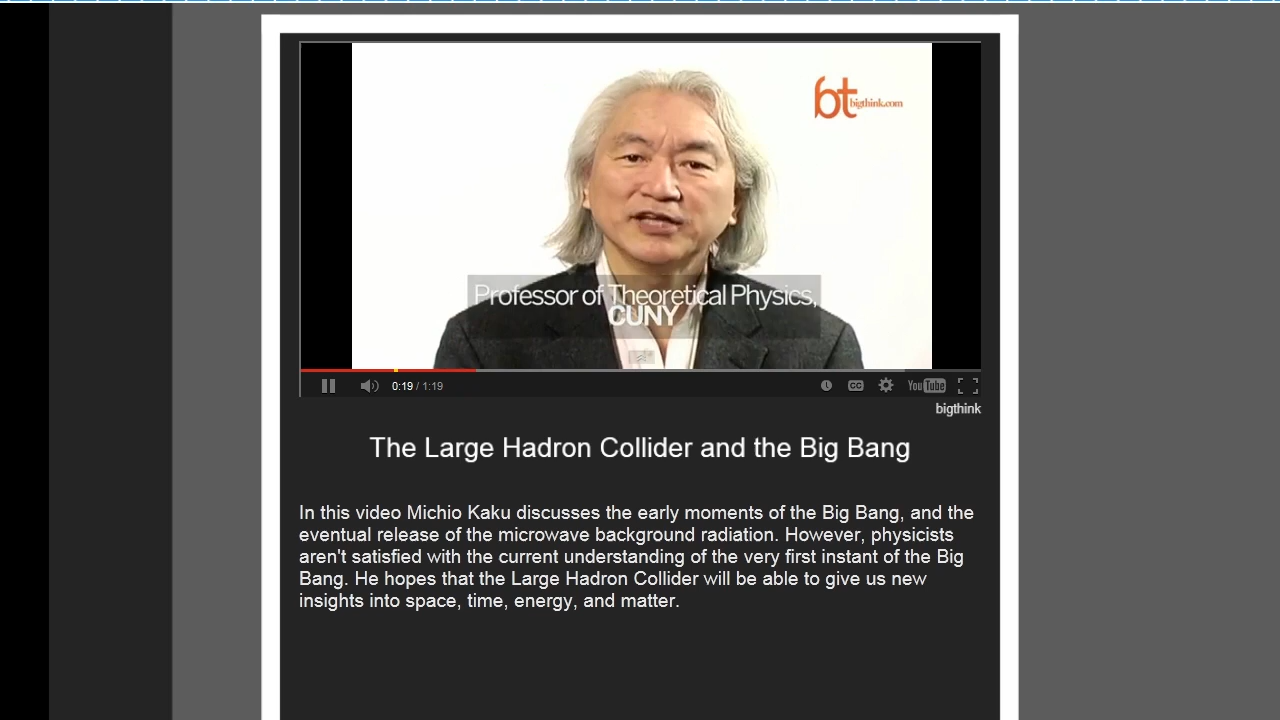 bt bigthink.com
Professor of Theoretical Physics,
CUNY
0:19 / 1:19
CC
YouTube
bigthink
The Large Hadron Collider and the Big Bang
In this video Michio Kaku discusses the early moments of the Big Bang, and the
eventual release of the microwave background radiation. However, physicists
aren't satisfied with the current understanding of the very first instant of the Big
Bang. He hopes that the Large Hadron Collider will be able to give us new
insights into space, time, energy, and matter.